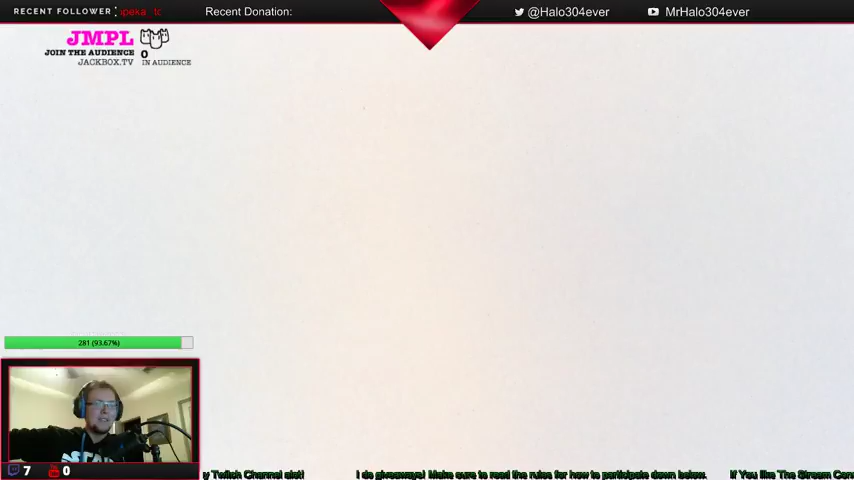 RECENT FOLLOWER
Recent Donation:
@Halo304ever
MrHalo304ever
JMPL
JOIN THE AUDIENCE
JACKBOX.TV
0
IN AUDIENCE
281 (93.67%)
7
0
y Twitch Channel alot!
I do giveaways! Make sure to read the rules for how to participate down below.
If You like The Stream Con